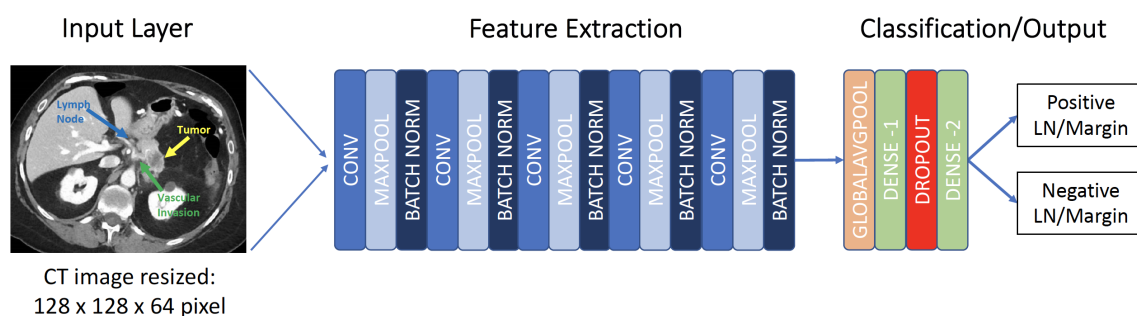 Input Layer
Feature Extraction
Classification/Output
Lymph
Node
Tumor
Vascular
Invasion
CT image resized:
128 x 128 x 64 pixel
CONV
MAXPOOL
BATCH NORM
CONV
MAXPOOL
BATCH NORM
CONV
MAXPOOL
BATCH NORM
CONV
MAXPOOL
BATCH NORM
CONV
MAXPOOL
BATCH NORM
GLOBALAVGPOOL
DENSE -1
DROPOUT
DENSE -2
Positive
LN/Margin
Negative
LN/Margin